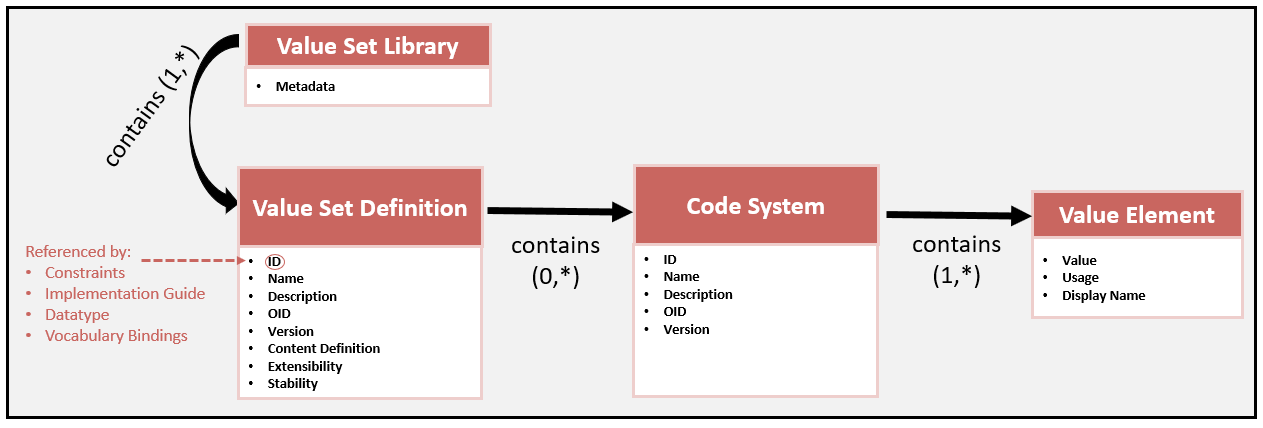 Value Set Library
• Metadata
contains (1,*)
Value Set Definition
• ID
• Name
• Description
• OID
• Version
• Content Definition
• Extensibility
• Stability
Referenced by:
• Constraints
• Implementation Guide
• Datatype
• Vocabulary Bindings
contains
(0,*)
Code System
• ID
• Name
• Description
• OID
• Version
contains
(1,*)
Value Element
• Value
• Usage
• Display Name